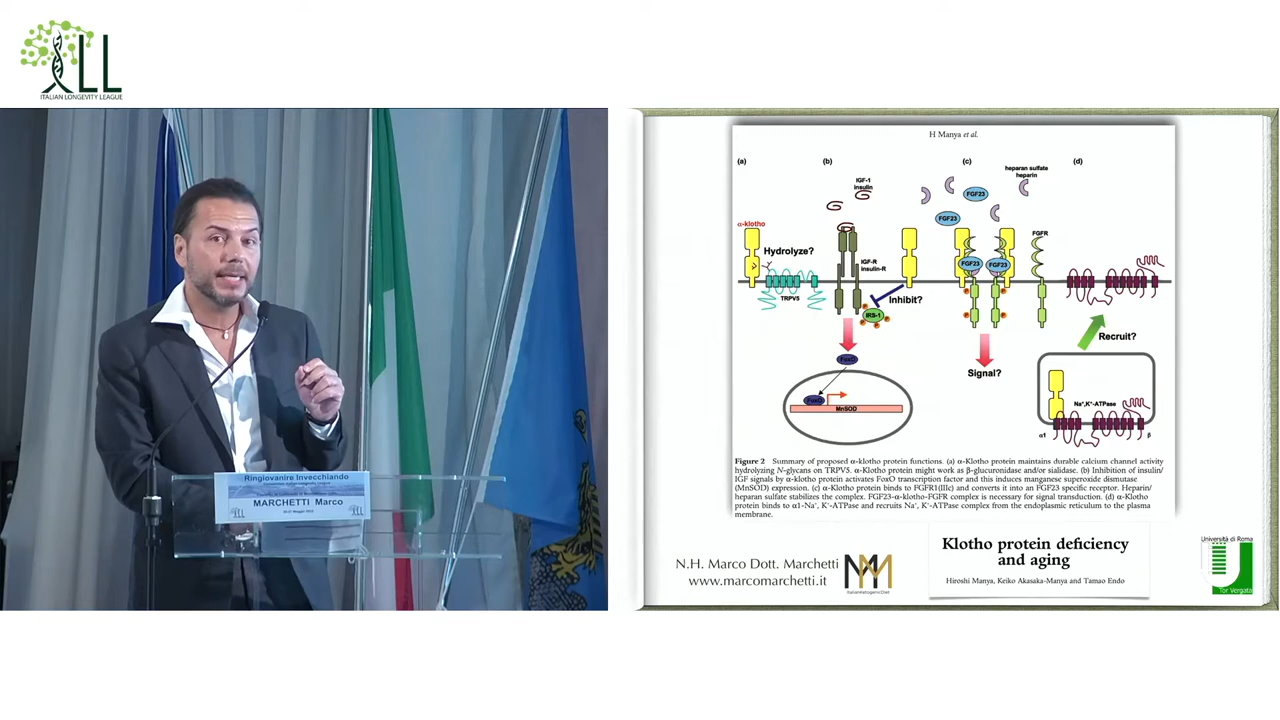 LL
ITALIAN LONGEVITY LEAGUE
Ringiovanire Invecchiando
MARCHETTI Marco
H Manya et al.
(a)
(b)
(c)
(d)
heparan sulfate
heparin
IGF-1
insulin
FGF23
FGF23
α-klotho
FGFR
Hydrolyze?
IGF-R
insulin-R
FGF23
FGF23
TRPV5
Inhibit?
P
P
P
P
P
P
P
P
IRS-1
Recruit?
FoxO
Signal?
FoxO
MnSOD
Na⁺,K⁺-ATPase
α1
β
Figure 2 Summary of proposed α-klotho protein functions. (a) α-Klotho protein maintains durable calcium channel activity
hydrolyzing N-glycans on TRPV5. α-Klotho protein might work as β-glucuronidase and/or sialidase. (b) Inhibition of insulin/
IGF signals by α-klotho protein activates FoxO transcription factor and this induces manganese superoxide dismutase
(MnSOD) expression. (c) α-Klotho protein binds to FGFR1(IIIc) and converts it into an FGF23 specific receptor. Heparin/
heparan sulfate stabilizes the complex. FGF23-α-klotho-FGFR complex is necessary for signal transduction. (d) α-Klotho
protein binds to α1-Na⁺, K⁺-ATPase and recruits Na⁺, K⁺-ATPase complex from the endoplasmic reticulum to the plasma
membrane.
N.H. Marco Dott. Marchetti
www.marcomarchetti.it
MM
ItalianKetogenicDiet
Klotho protein deficiency
and aging
Hiroshi Manya, Keiko Akasaka-Manya and Tamao Endo
Università di Roma
Tor Vergata